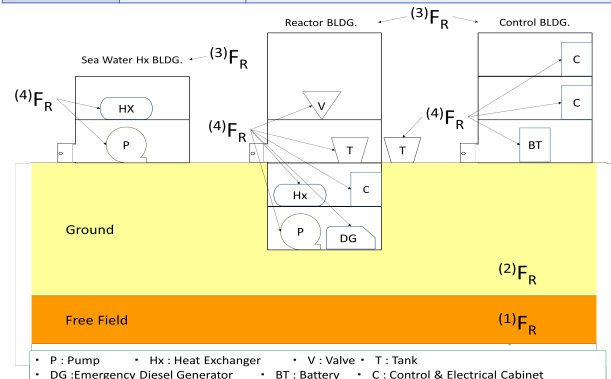 Reactor BLDG.
(3)FR
Control BLDG.
Sea Water Hx BLDG.
(3)FR
C
(4)FR
HX
V
C
(4)FR
(4)FR
P
T
T
BT
Hx
C
Ground
P
DG
(2)FR
Free Field
(1)FR
• P : Pump • Hx : Heat Exchanger • V : Valve • T : Tank
• DG :Emergency Diesel Generator • BT : Battery • C : Control & Electrical Cabinet